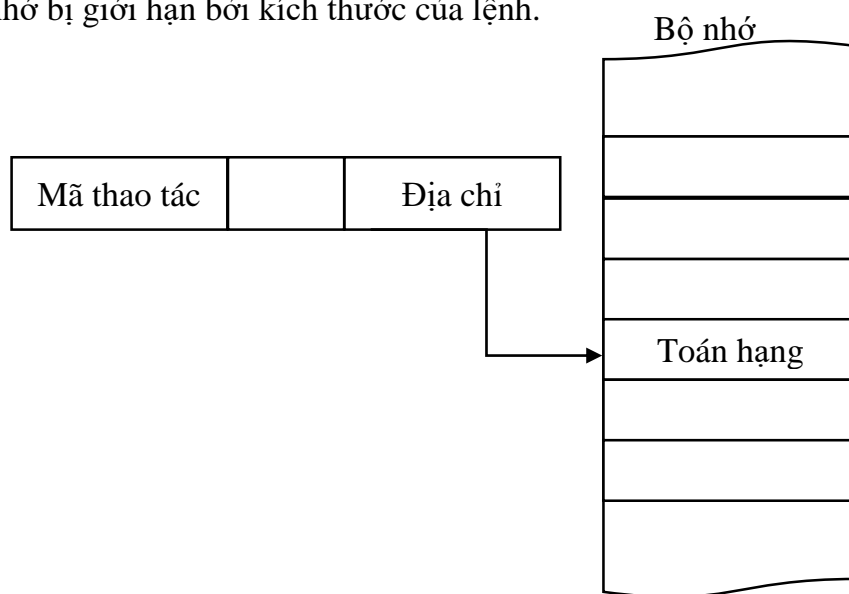 nhớ bị giới hạn bởi kích thước của lệnh.
Bộ nhớ
Mã thao tác
Địa chỉ
Toán hạng